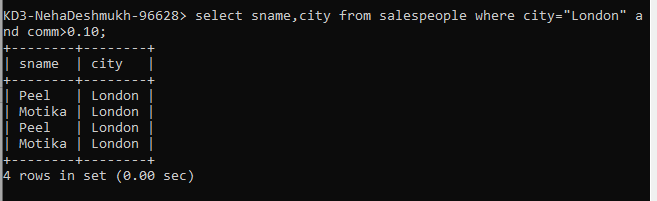 KD3-NehaDeshmukh-96628> select sname,city from salespeople where city="London" a
nd comm>0.10;
+--------+--------+
| sname  | city   |
+--------+--------+
| Peel   | London |
| Motika | London |
| Peel   | London |
| Motika | London |
+--------+--------+
4 rows in set (0.00 sec)